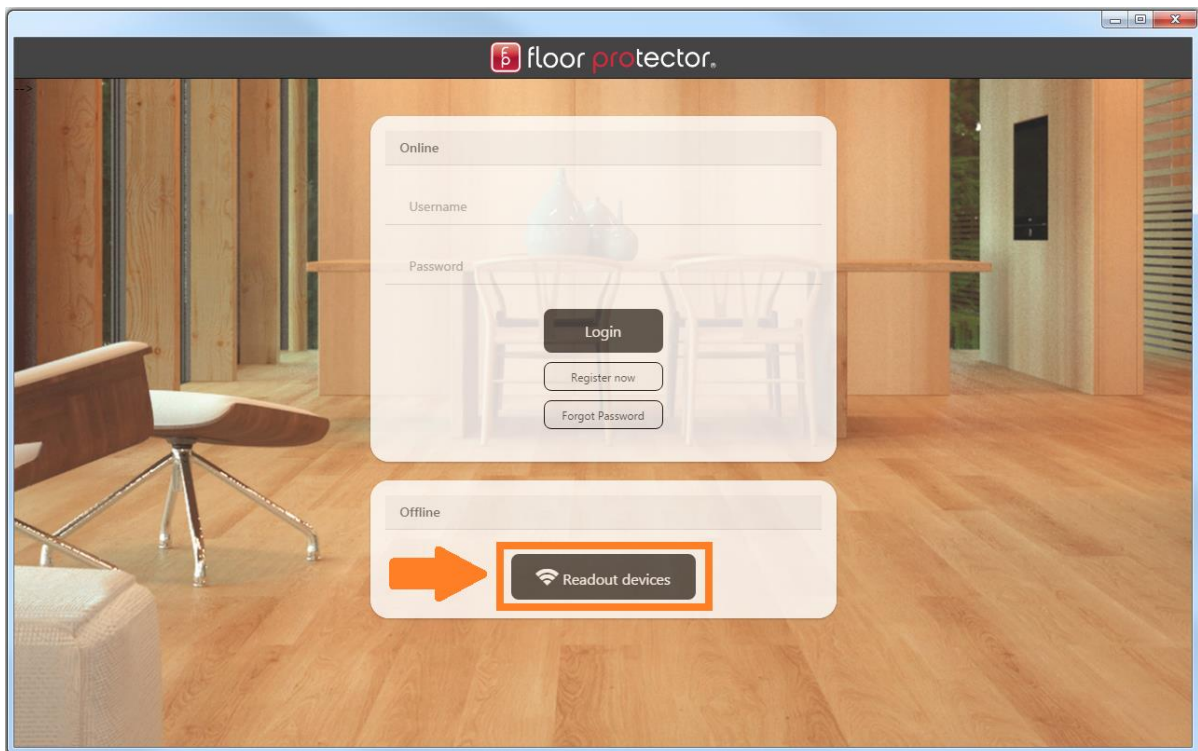 floor protector®
-->
Online
Username
Password
Login
Register now
Forgot Password
Offline
Readout devices